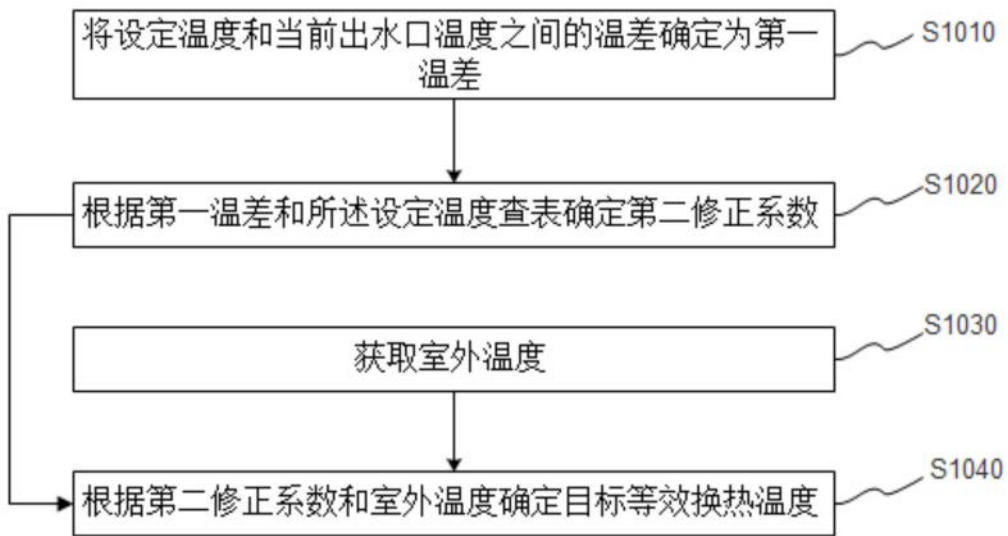 将设定温度和当前出水口温度之间的温差确定为第一
温差
S1010
根据第一温差和所述设定温度查表确定第二修正系数
S1020
获取室外温度
S1030
根据第二修正系数和室外温度确定目标等效换热温度
S1040